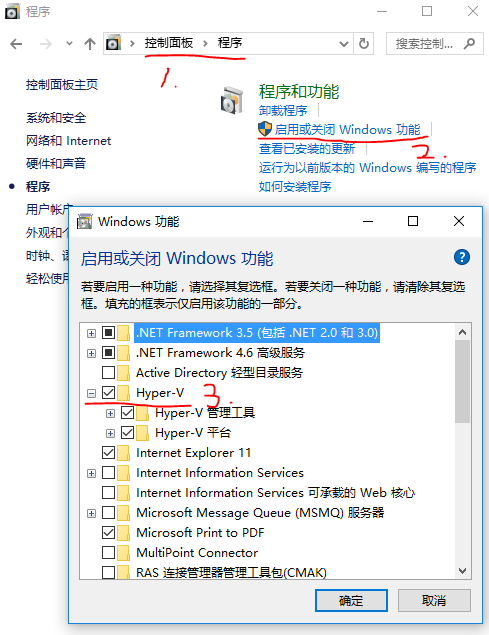 程序
控制面板 > 程序
搜索控制...
1.
控制面板主页
系统和安全
网络和 Internet
硬件和声音
程序
用户帐户
外观和个
时钟、语
轻松使用
程序和功能
卸载程序
启用或关闭 Windows 功能
2.
查看已安装的更新
运行为以前版本的 Windows 编写的程序
如何安装程序
Windows 功能
启用或关闭 Windows 功能
若要启用一种功能，请选择其复选框。若要关闭一种功能，请清除其复选
框。填充的框表示仅启用该功能的一部分。
.NET Framework 3.5 (包括 .NET 2.0 和 3.0)
.NET Framework 4.6 高级服务
Active Directory 轻型目录服务
Hyper-V
3.
Hyper-V 管理工具
Hyper-V 平台
Internet Explorer 11
Internet Information Services
Internet Information Services 可承载的 Web 核心
Microsoft Message Queue (MSMQ) 服务器
Microsoft Print to PDF
MultiPoint Connector
RAS 连接管理器管理工具包(CMAK)
确定
取消